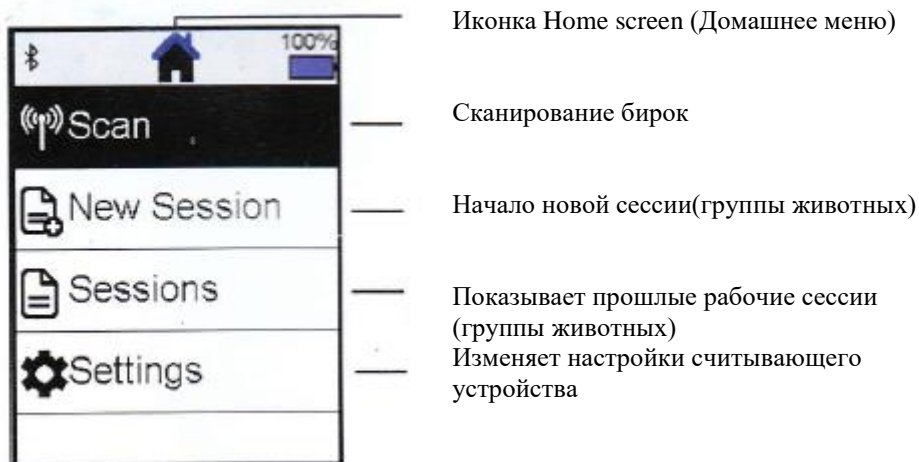 Иконка Home screen (Домашнее меню)
100%
Scan
Сканирование бирок
New Session
Начало новой сессии(группы животных)
Sessions
Показывает прошлые рабочие сессии
(группы животных)
Settings
Изменяет настройки считывающего
устройства